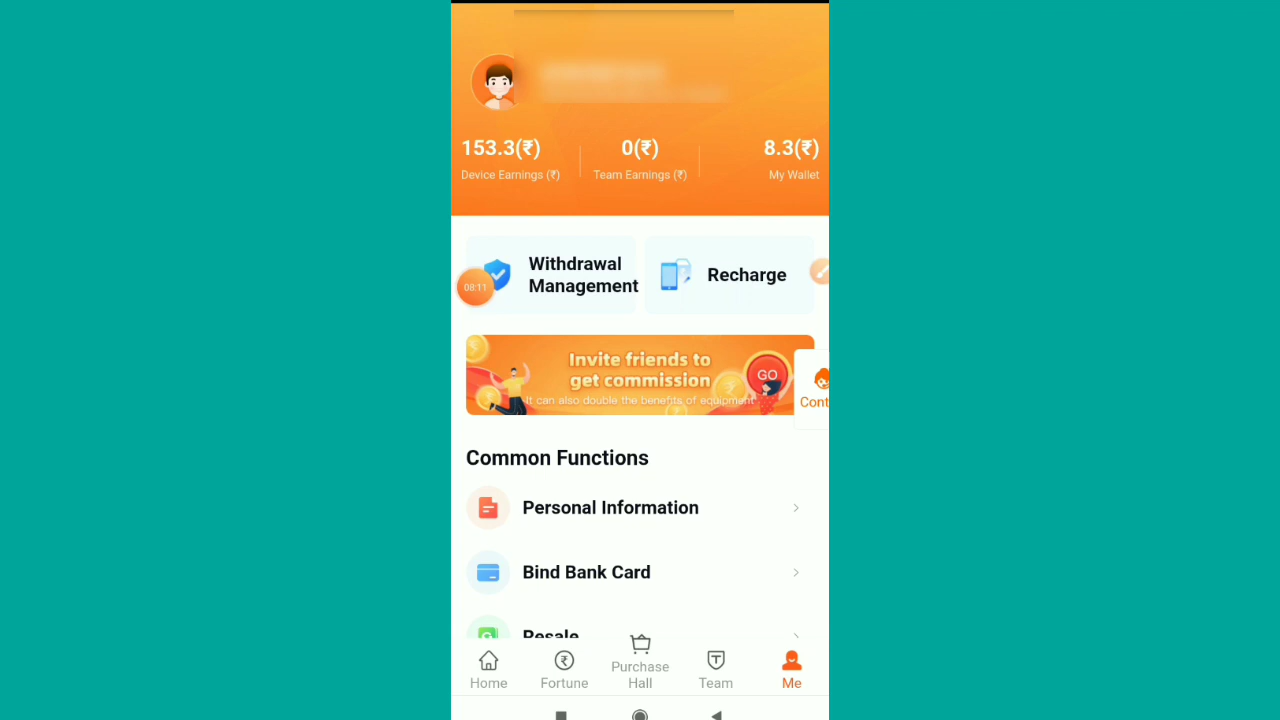 153.3(₹)
0(₹)
8.3(₹)
Device Earnings (₹)
Team Earnings (₹)
My Wallet
Withdrawal
Management
Recharge
08:11
Invite friends to
get commission
GO
It can also double the benefits of equipment
Cont
Common Functions
Personal Information
Bind Bank Card
Resale
Home
Fortune
Purchase
Hall
Team
Me